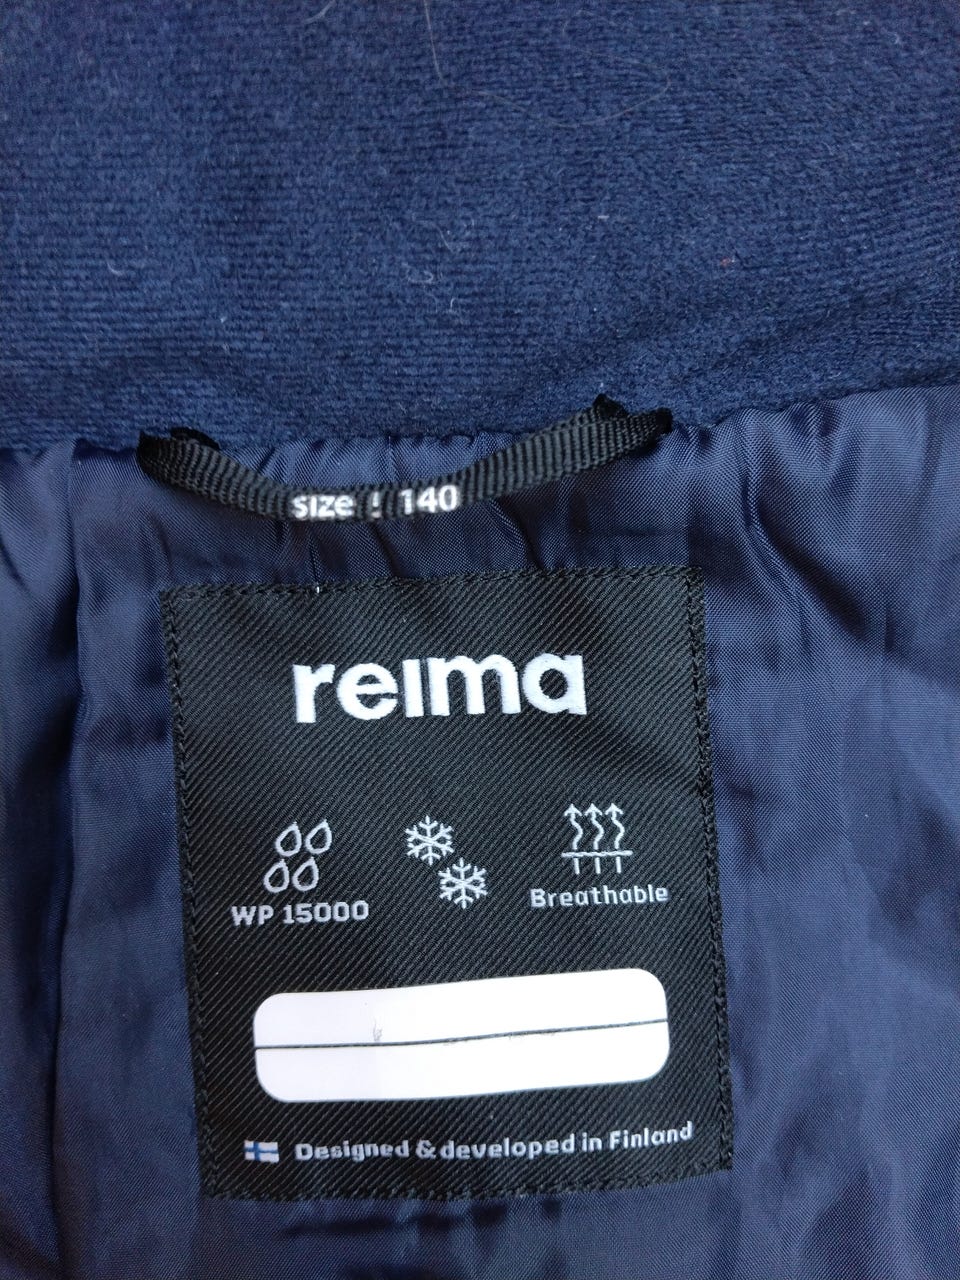 size : 140
reima
WP 15000
Breathable
Designed & developed in Finland